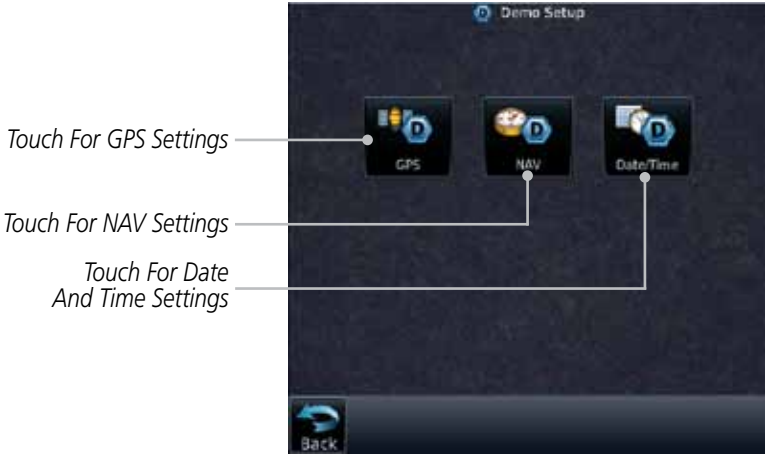 Demo Setup
D
D
D
D
GPS
NAV
Date/Time
Touch For GPS Settings
Touch For NAV Settings
Touch For Date
And Time Settings
Back